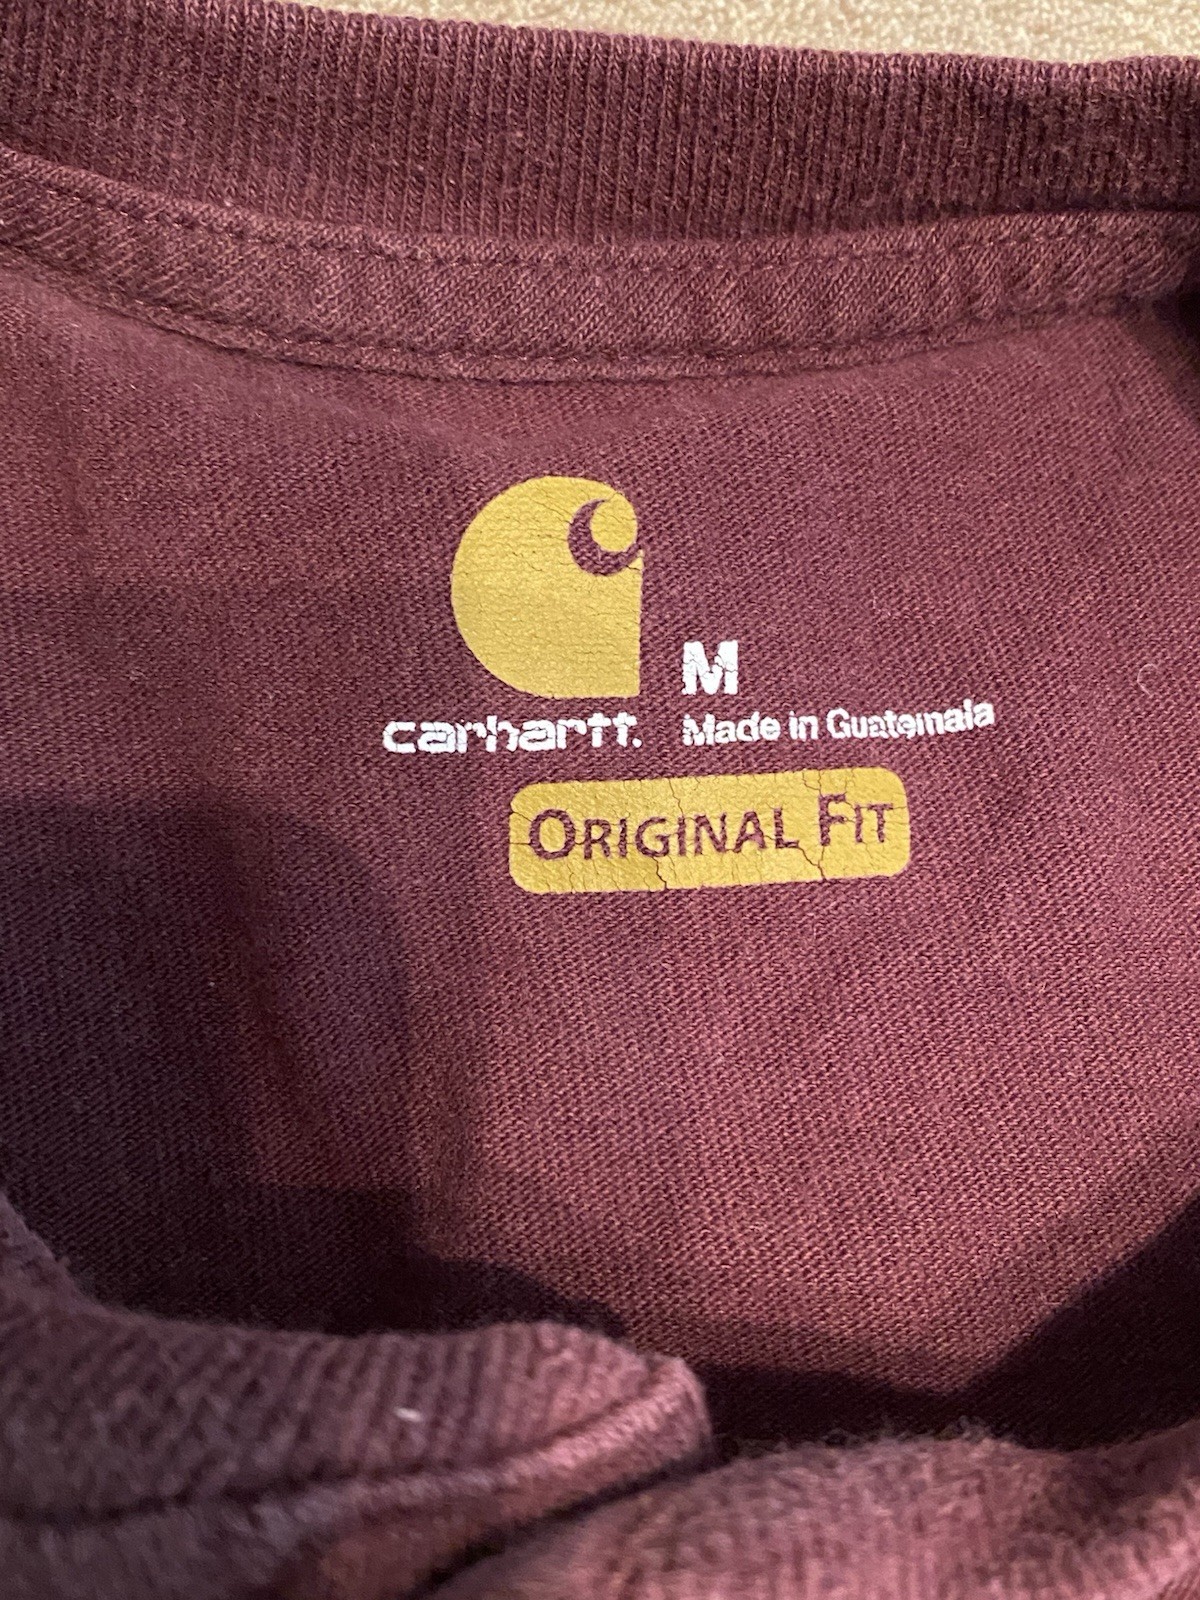 M
carhartt. Made in Guatemala
ORIGINAL FIT